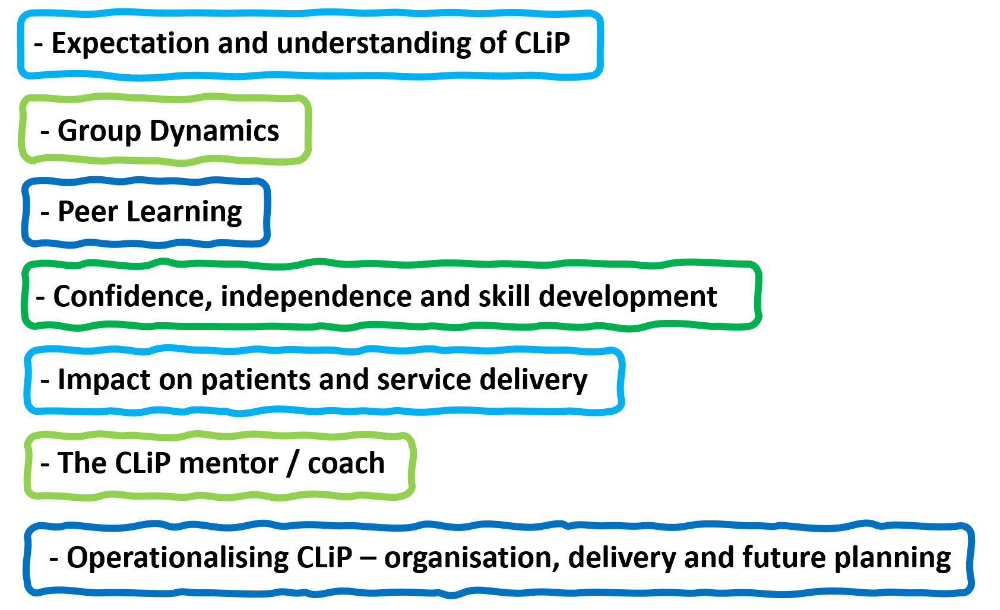 - Expectation and understanding of CLiP
- Group Dynamics
- Peer Learning
- Confidence, independence and skill development
- Impact on patients and service delivery
- The CLiP mentor / coach
- Operationalising CLiP – organisation, delivery and future planning